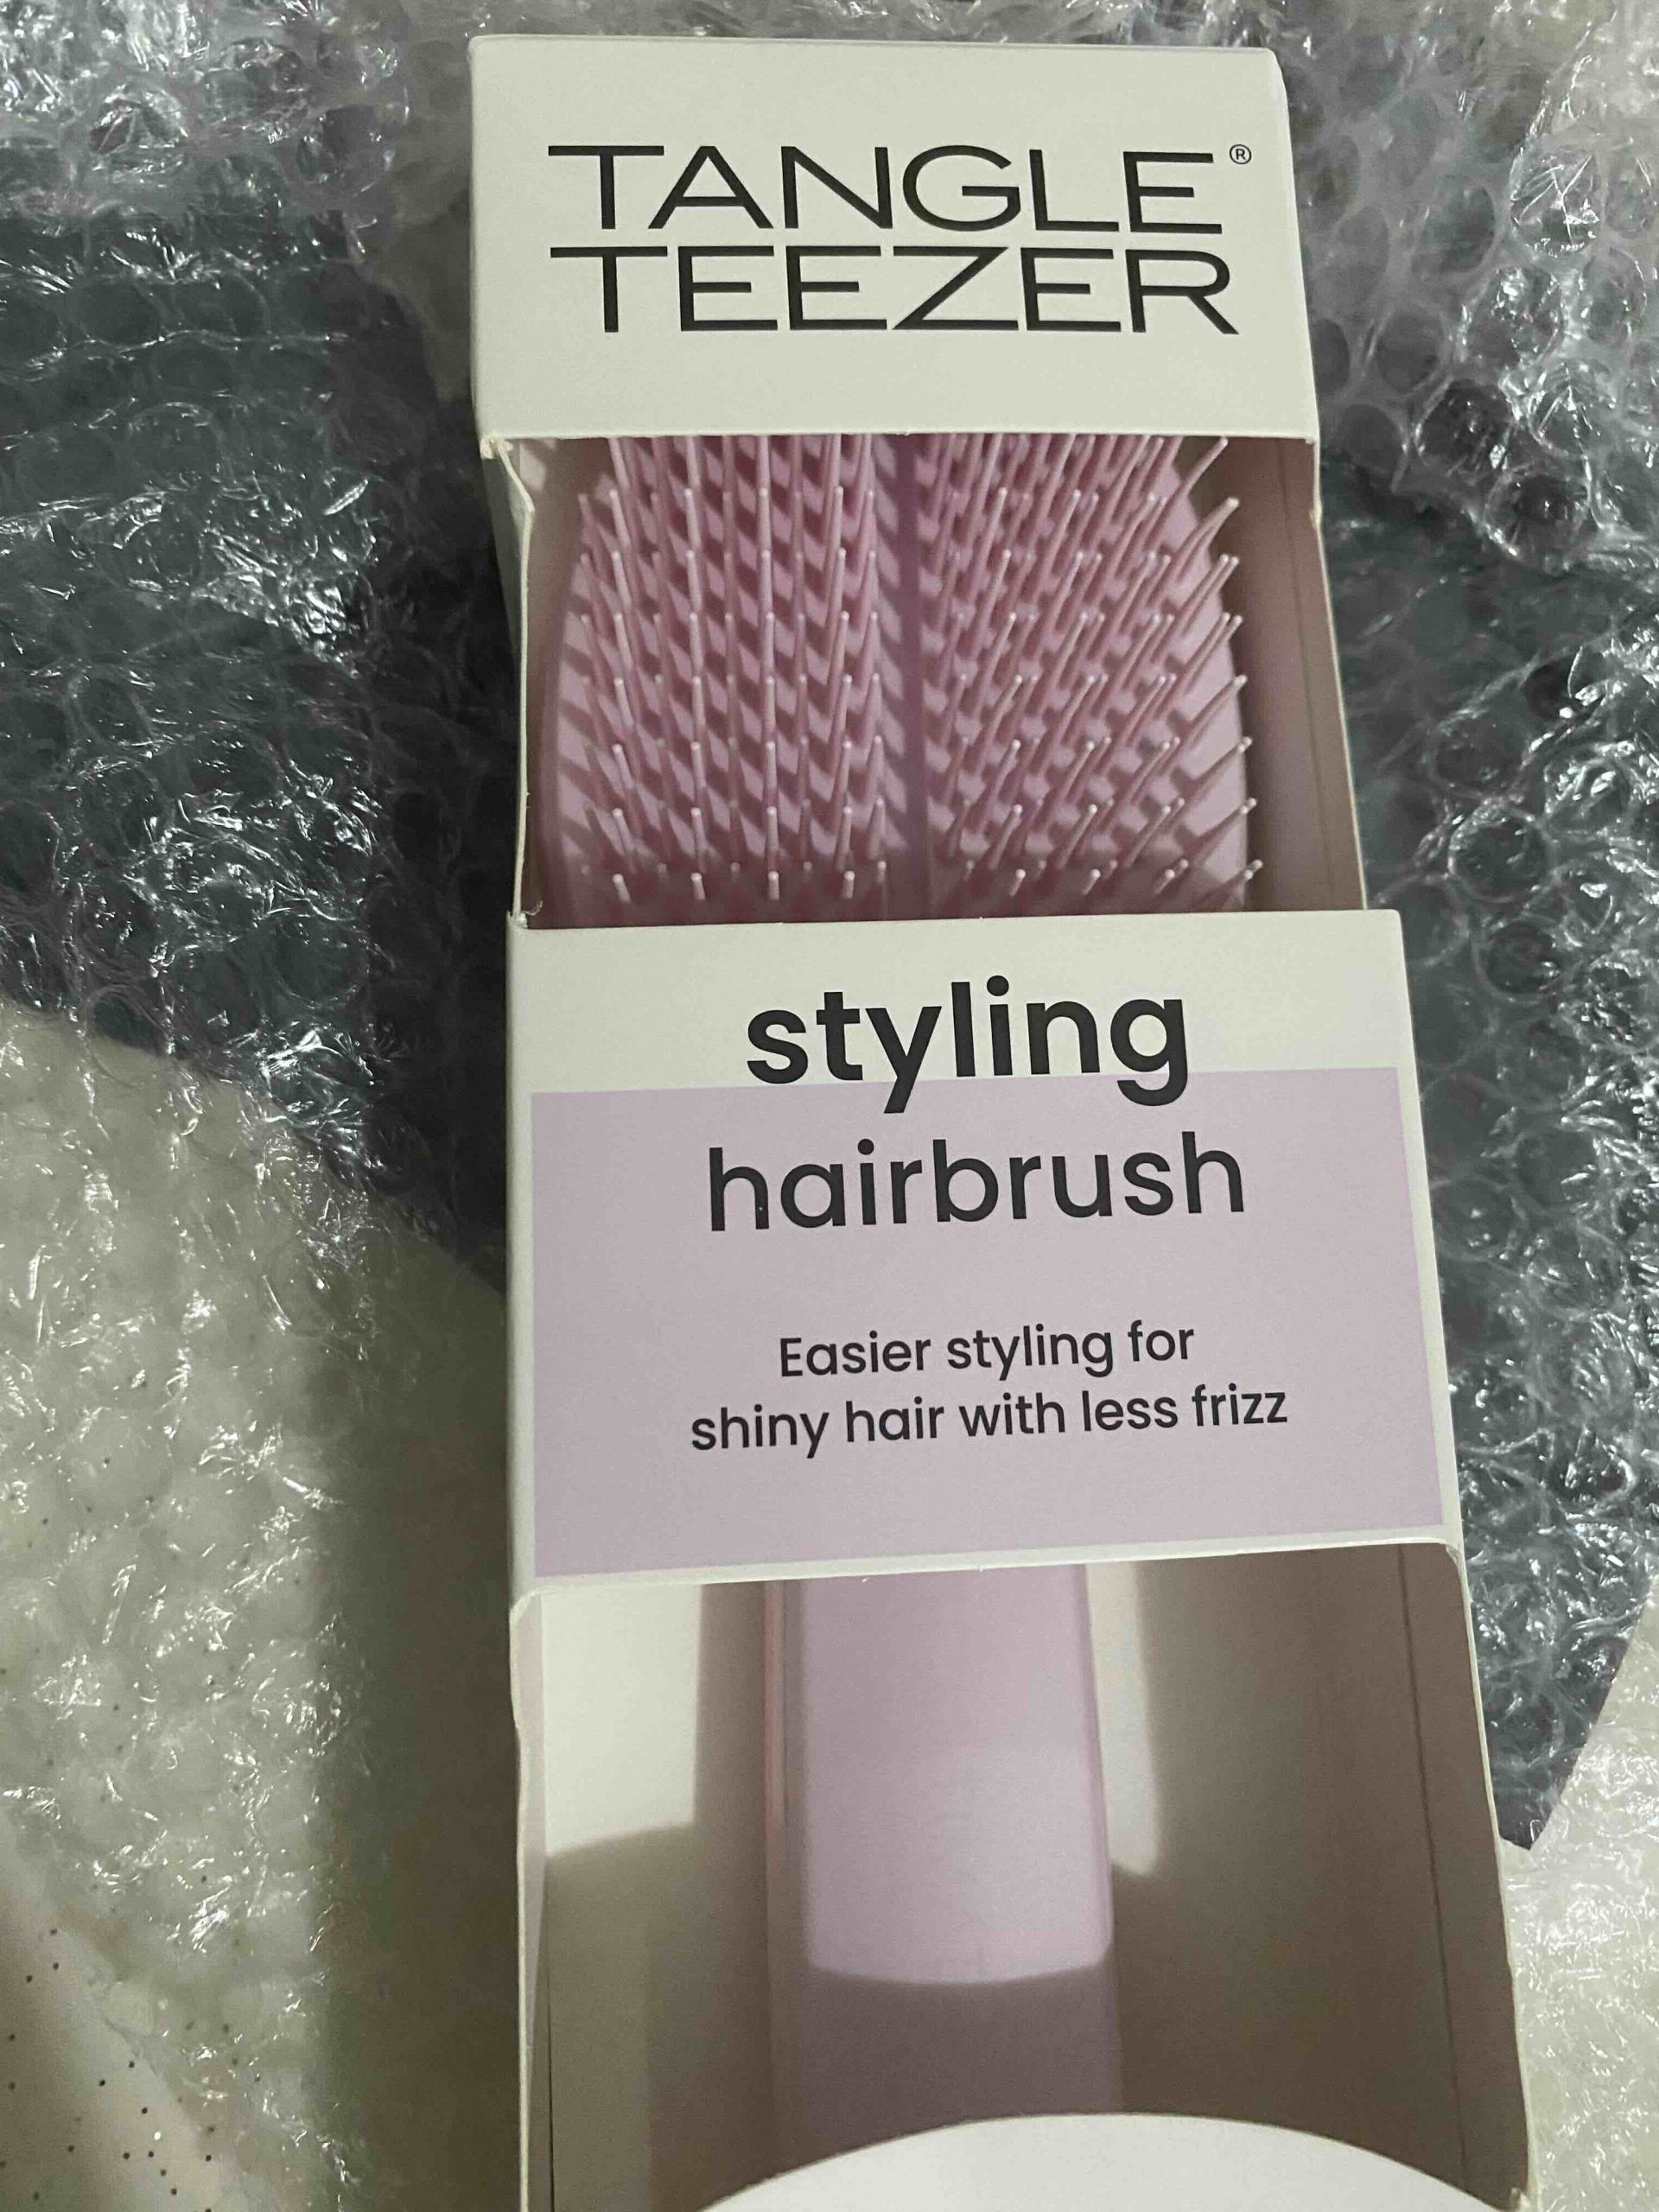 TANGLE®
TEEZER
styling
hairbrush
Easier styling for
shiny hair with less frizz